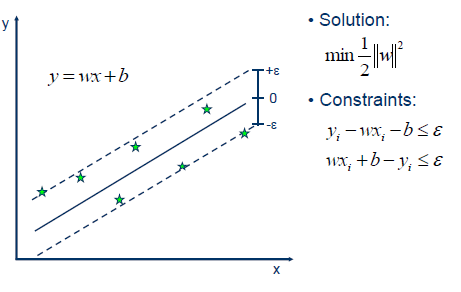 y
y = wx + b
+ε
0
-ε
x
• Solution:
min 1/2 ||w||²
• Constraints:
yᵢ − wxᵢ − b ≤ ε
wxᵢ + b − yᵢ ≤ ε